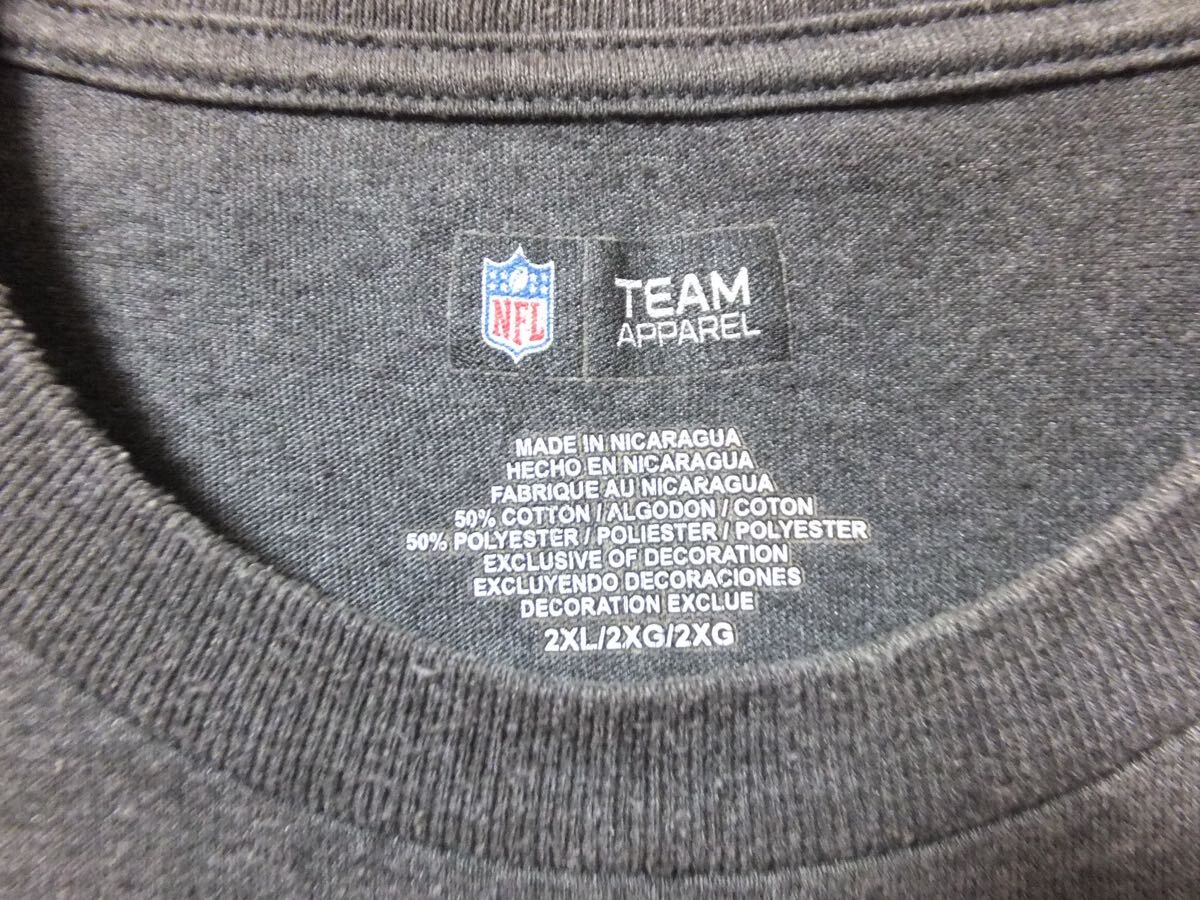 NFL
TEAM
APPAREL
MADE IN NICARAGUA
HECHO EN NICARAGUA
FABRIQUE AU NICARAGUA
50% COTTON / ALGODON / COTON
50% POLYESTER / POLIESTER / POLYESTER
EXCLUSIVE OF DECORATION
EXCLUYENDO DECORACIONES
DECORATION EXCLUE
2XL/2XG/2XG